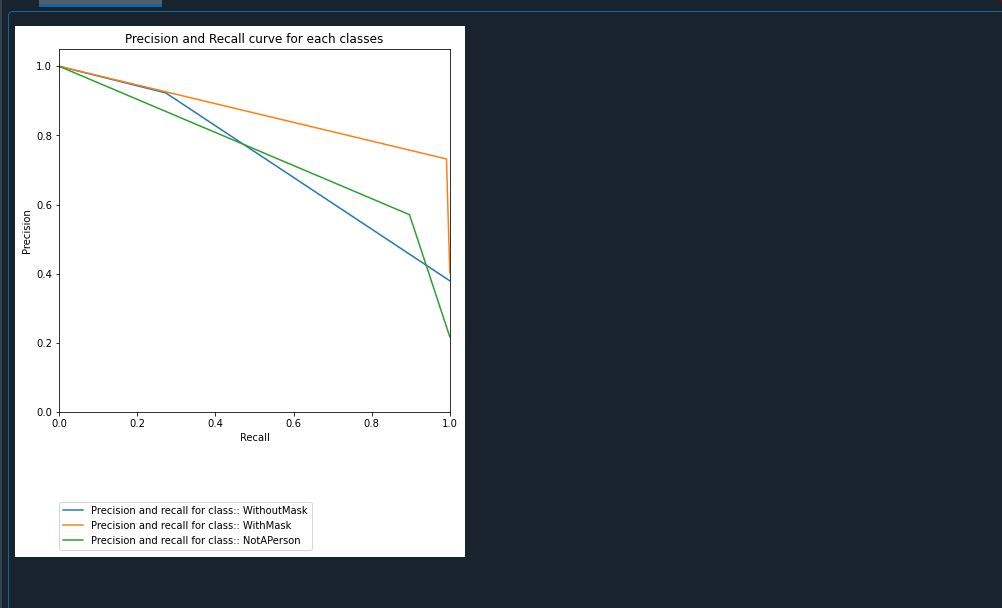 Precision and Recall curve for each classes
1.0
0.8
0.6
0.4
0.2
0.0
Precision
0.0 0.2 0.4 0.6 0.8 1.0
Recall
Precision and recall for class:: WithoutMask
Precision and recall for class:: WithMask
Precision and recall for class:: NotAPerson